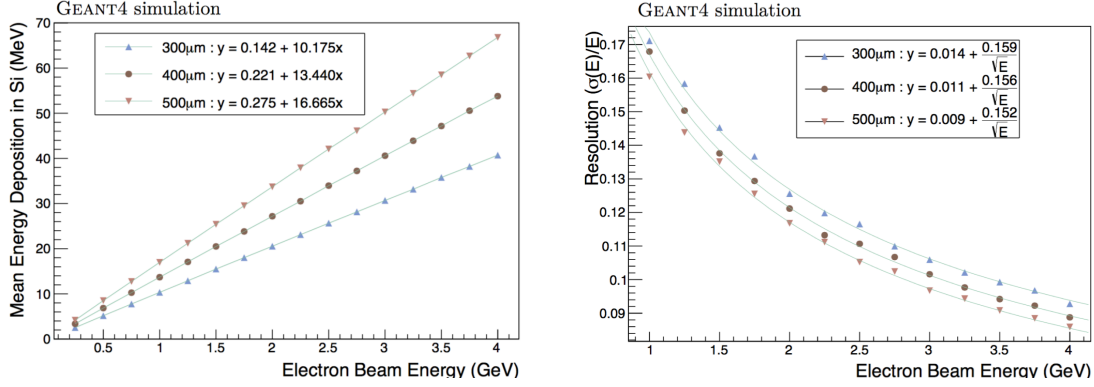 GEANT4 simulation
Mean Energy Deposition in Si (MeV)
70
60
50
40
30
20
10
0
300μm : y = 0.142 + 10.175x
400μm : y = 0.221 + 13.440x
500μm : y = 0.275 + 16.665x
0.5 1 1.5 2 2.5 3 3.5 4
Electron Beam Energy (GeV)
GEANT4 simulation
Resolution (σ(E)/E)
0.17
0.16
0.15
0.14
0.13
0.12
0.11
0.1
0.09
300μm : y = 0.014 + 0.159/√E
400μm : y = 0.011 + 0.156/√E
500μm : y = 0.009 + 0.152/√E
1 1.5 2 2.5 3 3.5 4
Electron Beam Energy (GeV)